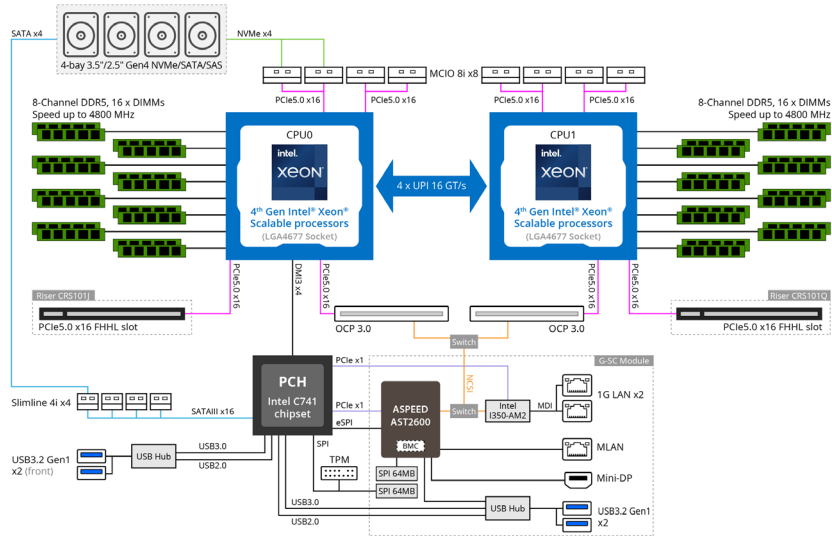 SATA x4
NVMe x4
4-bay 3.5"/2.5" Gen4 NVMe/SATA/SAS
MCIO 8i x8
PCIe5.0 x16
PCIe5.0 x16
PCIe5.0 x16
PCIe5.0 x16
8-Channel DDR5, 16 x DIMMs
Speed up to 4800 MHz
8-Channel DDR5, 16 x DIMMs
Speed up to 4800 MHz
CPU0
intel.
XEON
4th Gen Intel® Xeon®
Scalable processors
(LGA4677 Socket)
4 x UPI 16 GT/s
CPU1
intel.
XEON
4th Gen Intel® Xeon®
Scalable processors
(LGA4677 Socket)
PCIe5.0 x16
DMI3 x4
PCIe5.0 x16
PCIe5.0 x16
PCIe5.0 x16
Riser CRS101J
PCIe5.0 x16 FHHL slot
OCP 3.0
OCP 3.0
Riser CRS101Q
PCIe5.0 x16 FHHL slot
Switch
G-SC Module
PCH
Intel C741
chipset
PCIe x1
NCSI
PCIe x1
eSPI
ASPEED
AST2600
BMC
Switch
Intel
I350-AM2
MDI
1G LAN x2
Slimline 4i x4
SATAIII x16
USB3.2 Gen1
x2 (front)
USB Hub
USB3.0
USB2.0
SPI
TPM
SPI 64MB
SPI 64MB
MLAN
Mini-DP
USB3.0
USB2.0
USB Hub
USB3.2 Gen1
x2